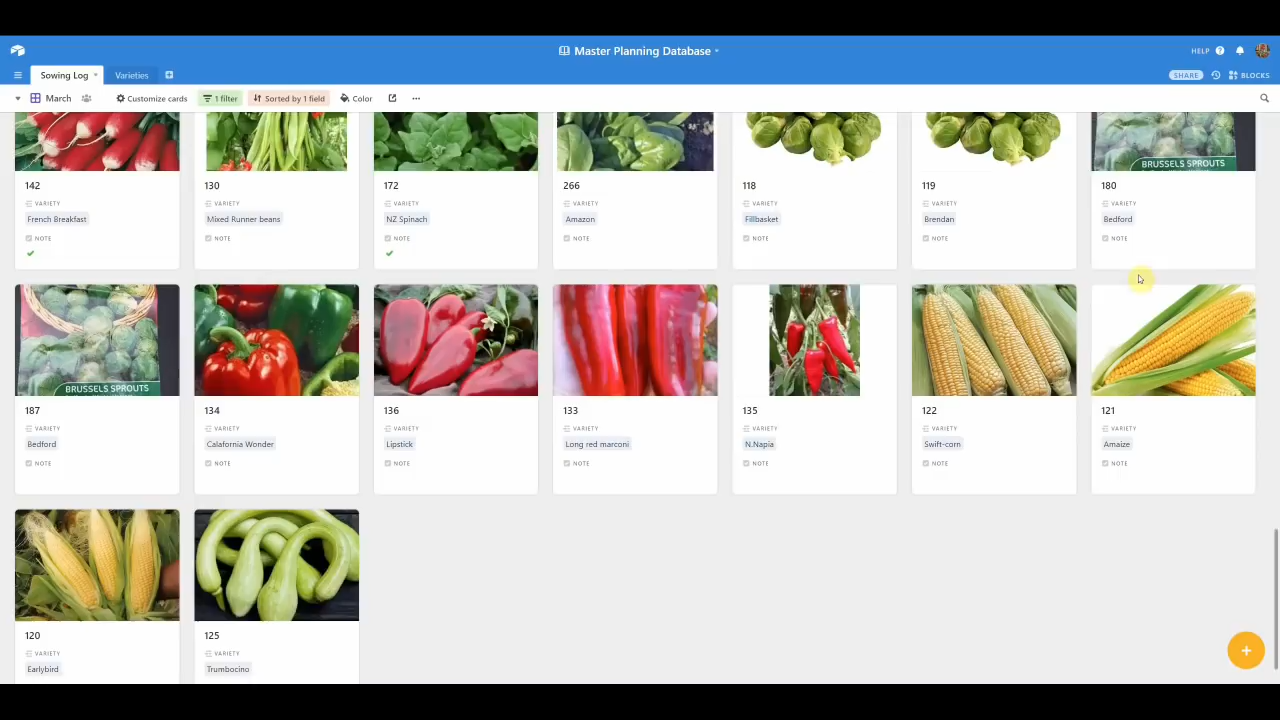 Master Planning Database
HELP
Sowing Log
Varieties
SHARE
BLOCKS
March
Customize cards
1 filter
Sorted by 1 field
Color
BRUSSELS SPROUTS
142
130
172
266
118
119
180
VARIETY
VARIETY
VARIETY
VARIETY
VARIETY
VARIETY
VARIETY
French Breakfast
Mixed Runner beans
NZ Spinach
Amazon
Fillbasket
Brendan
Bedford
NOTE
NOTE
NOTE
NOTE
NOTE
NOTE
NOTE
BRUSSELS SPROUTS
187
134
136
133
135
122
121
VARIETY
VARIETY
VARIETY
VARIETY
VARIETY
VARIETY
VARIETY
Bedford
Calafornia Wonder
Lipstick
Long red marconi
N.Napia
Swift-corn
Amaize
NOTE
NOTE
NOTE
NOTE
NOTE
NOTE
NOTE
120
125
VARIETY
VARIETY
Earlybird
Trumbocino